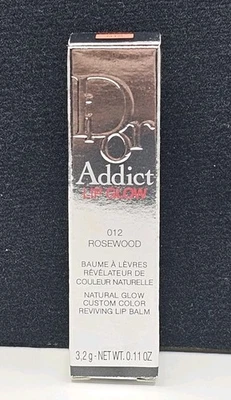 Dior
Addict
LIP GLOW
012
ROSEWOOD
BAUME À LÈVRES
RÉVÉLATEUR DE
COULEUR NATURELLE
NATURAL GLOW
CUSTOM COLOR
REVIVING LIP BALM
3,2 g - NET WT. 0.11 OZ